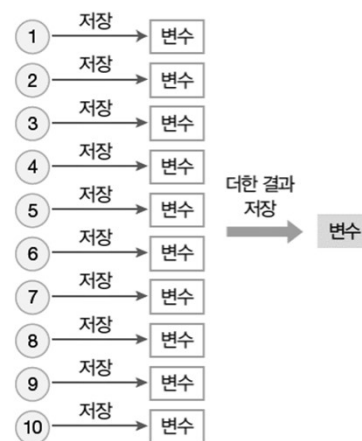 1 저장 변수
2 저장 변수
3 저장 변수
4 저장 변수
5 저장 변수
6 저장 변수
7 저장 변수
8 저장 변수
9 저장 변수
10 저장 변수
더한 결과
저장
변수